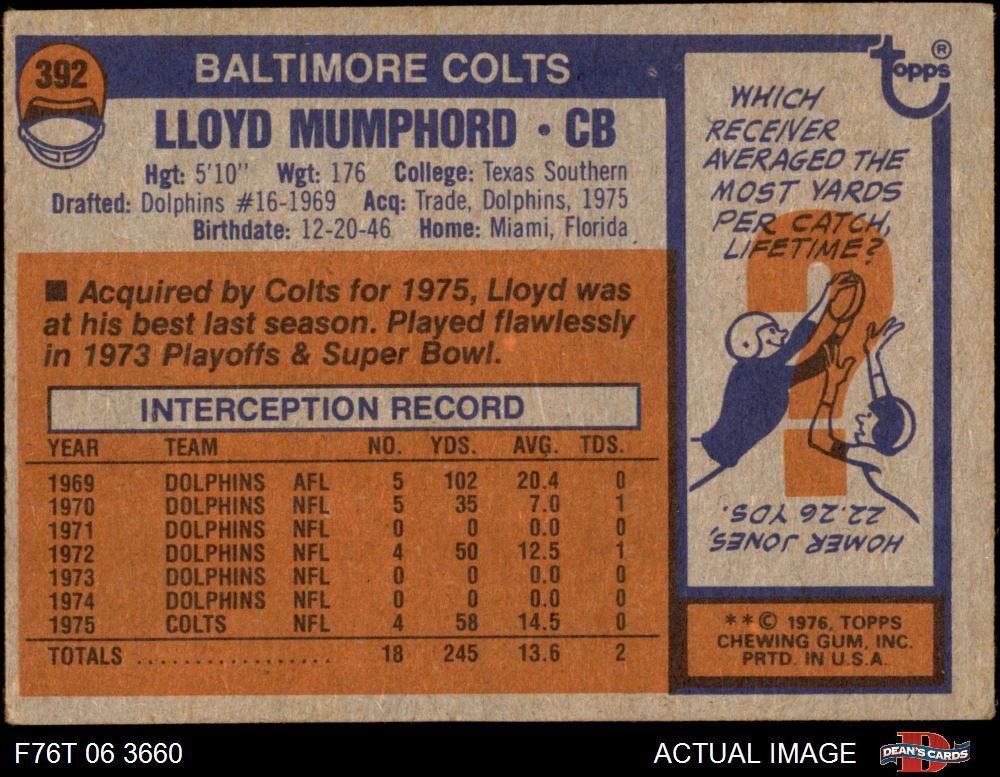 392
BALTIMORE COLTS
LLOYD MUMPHORD • CB
Hgt: 5'10" Wgt: 176 College: Texas Southern
Drafted: Dolphins #16-1969 Acq: Trade, Dolphins, 1975
Birthdate: 12-20-46 Home: Miami, Florida
■ Acquired by Colts for 1975, Lloyd was
at his best last season. Played flawlessly
in 1973 Playoffs & Super Bowl.
INTERCEPTION RECORD
YEAR TEAM NO. YDS. AVG. TDS.
1969 DOLPHINS AFL 5 102 20.4 0
1970 DOLPHINS NFL 5 35 7.0 1
1971 DOLPHINS NFL 0 0 0.0 0
1972 DOLPHINS NFL 4 50 12.5 1
1973 DOLPHINS NFL 0 0 0.0 0
1974 DOLPHINS NFL 0 0 0.0 0
1975 COLTS NFL 4 58 14.5 0
TOTALS .................. 18 245 13.6 2
topps ®
WHICH
RECEIVER
AVERAGED THE
MOST YARDS
PER CATCH,
LIFETIME?
?
HOMER JONES,
22.26 YDS.
** © 1976, TOPPS
CHEWING GUM, INC.
PRTD. IN U.S.A.
F76T 06 3660
ACTUAL IMAGE
D
DEAN'S CARDS